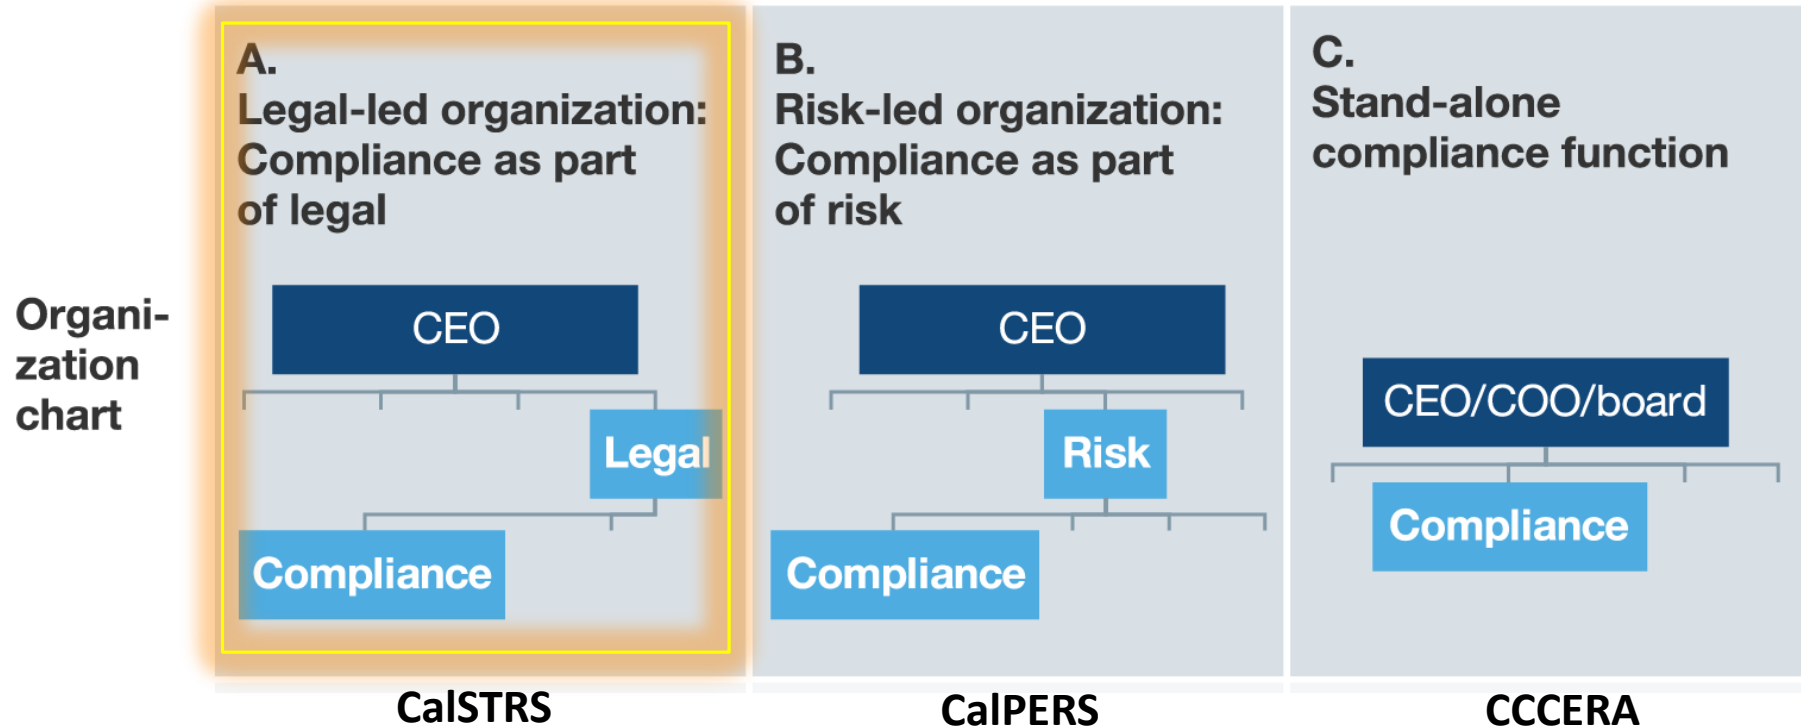 A.
Legal-led organization:
Compliance as part
of legal
B.
Risk-led organization:
Compliance as part
of risk
C.
Stand-alone
compliance function
Organi-
zation
chart
CEO
Legal
Compliance
CEO
Risk
Compliance
CEO/COO/board
Compliance
CalSTRS
CalPERS
CCCERA